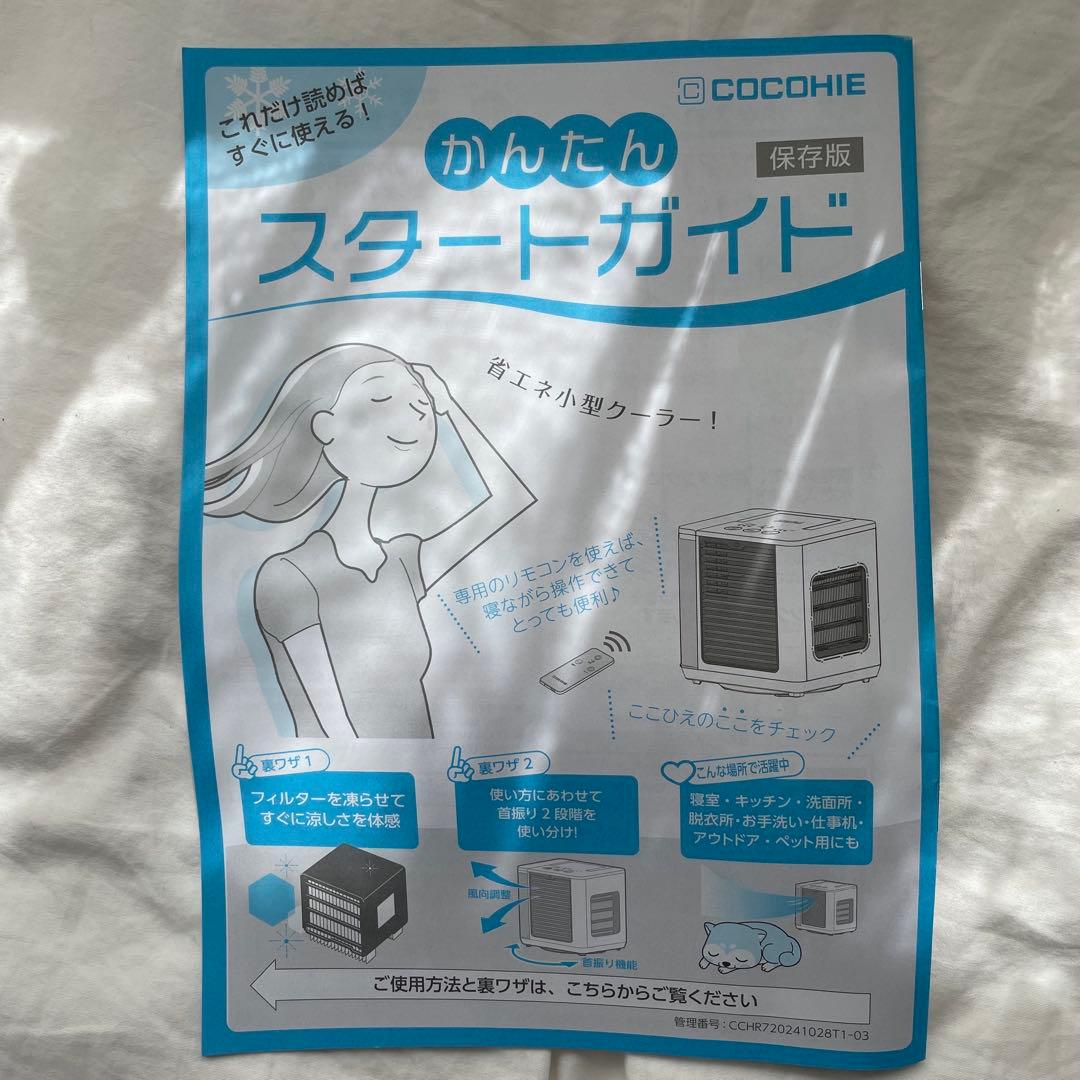 これだけ読めば
すぐに使える！
COCOHIE
かんたん
保存版
スタートガイド
省エネ小型クーラー！
専用のリモコンを使えば、
寝ながら操作できて
とっても便利♪
ここひえのここをチェック
裏ワザ1
フィルターを凍らせて
すぐに涼しさを体感
裏ワザ2
使い方にあわせて
首振り2段階を
使い分け!
風向調整
首振り機能
こんな場所で活躍中
寝室・キッチン・洗面所・
脱衣所・お手洗い・仕事机・
アウトドア・ペット用にも
ご使用方法と裏ワザは、こちらからご覧ください
管理番号：CCHR720241028T1-03